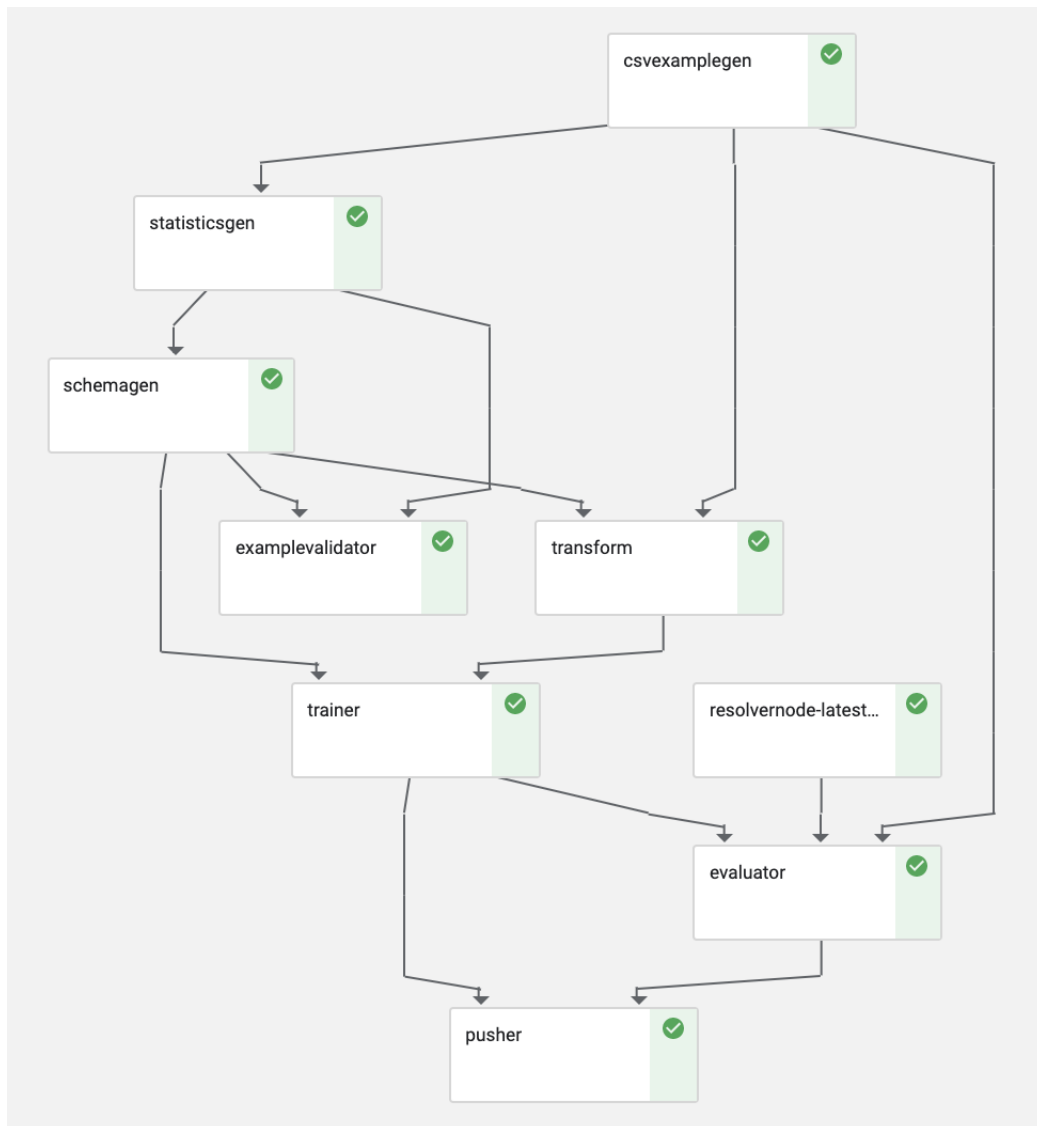 csvexamplegen
statisticsgen
schemagen
examplevalidator
transform
trainer
resolvernode-latest...
evaluator
pusher